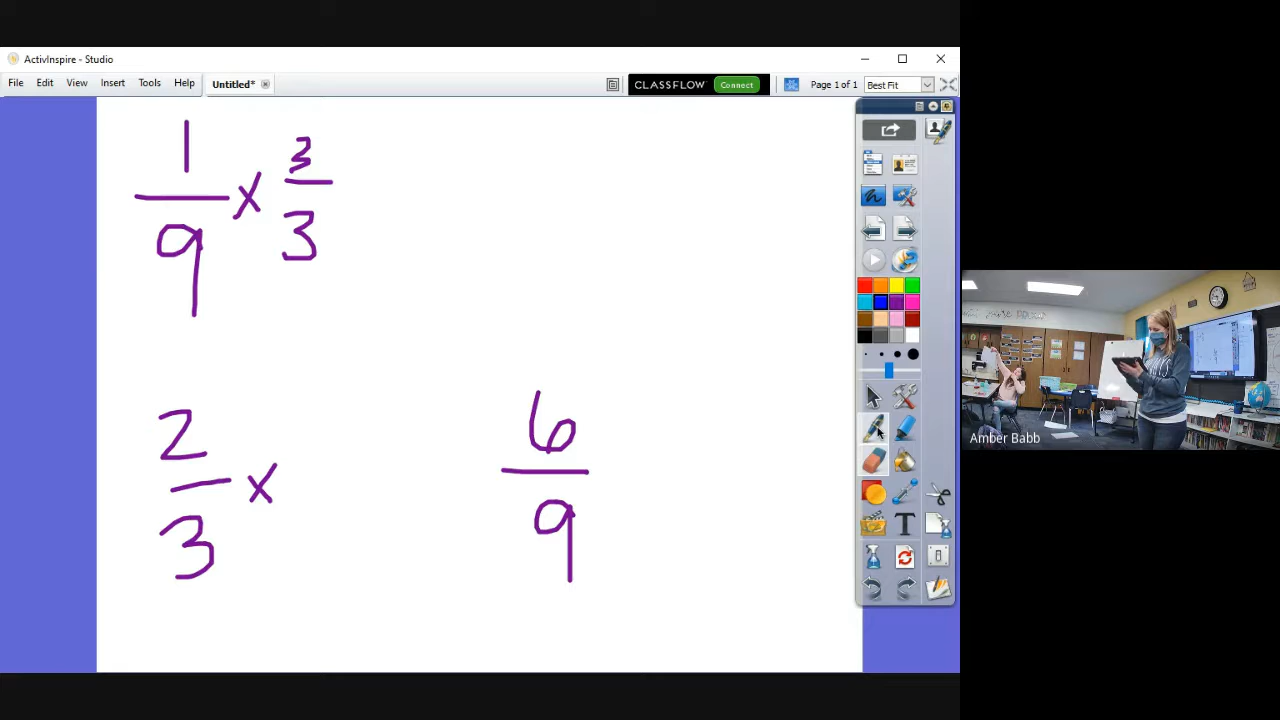 ActivInspire - Studio
File Edit View Insert Tools Help Untitled*
CLASSFLOW Connect Page 1 of 1 Best Fit
1/9 x 3/3
2/3 x
6/9
T
Amber Babb